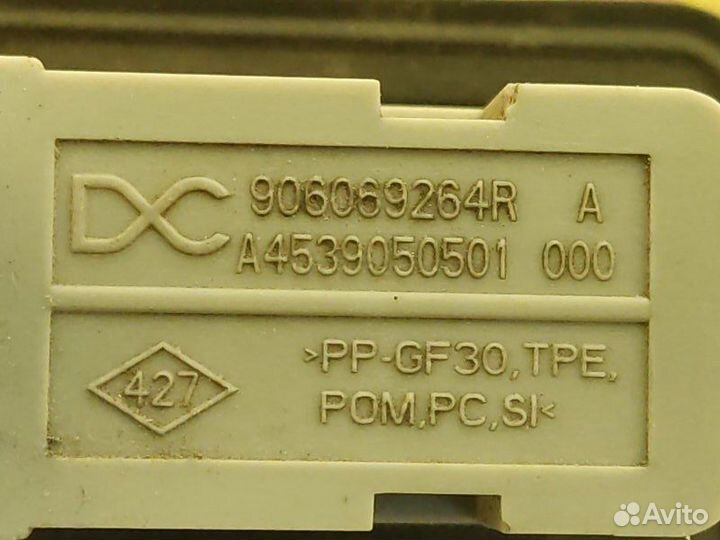 DC 906069264R A
A4539050501 000
427
>PP-GF30,TPE,
POM,PC,SI<
Avito